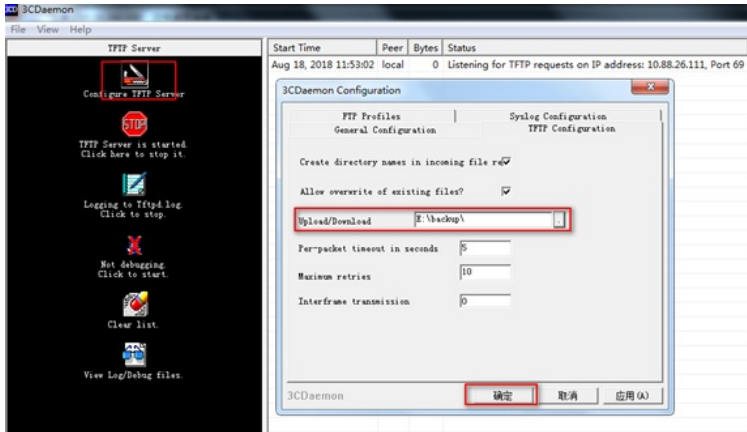 3CDaemon
File View Help
TFTP Server
Start Time Peer Bytes Status
Aug 18, 2018 11:53:02 local 0 Listening for TFTP requests on IP address: 10.88.26.111, Port 69
Configure TFTP Server
STOP
TFTP Server is started.
Click here to stop it.
Logging to Tftpd.log.
Click to stop.
Not debugging.
Click to start.
Clear list.
View Log/Debug files.
3CDaemon Configuration
FTP Profiles Syslog Configuration
General Configuration TFTP Configuration
Create directory names in incoming file re
Allow overwrite of existing files?
Upload/Download E:\backup\ .
Per-packet timeout in seconds 5
Maximum retries 10
Interframe transmission 0
3CDaemon 确定 取消 应用(A)